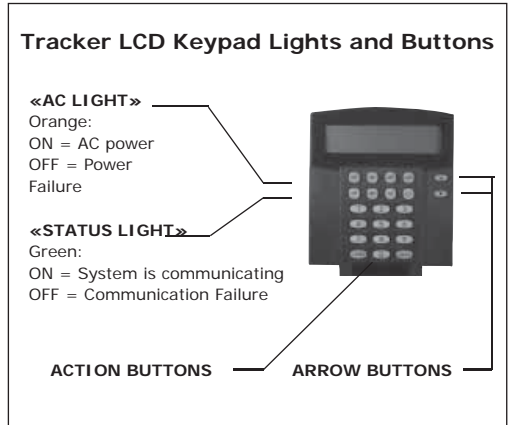 Tracker LCD Keypad Lights and Buttons
«AC LIGHT»
Orange:
ON = AC power
OFF = Power
Failure
«STATUS LIGHT»
Green:
ON = System is communicating
OFF = Communication Failure
ACTION BUTTONS
ARROW BUTTONS